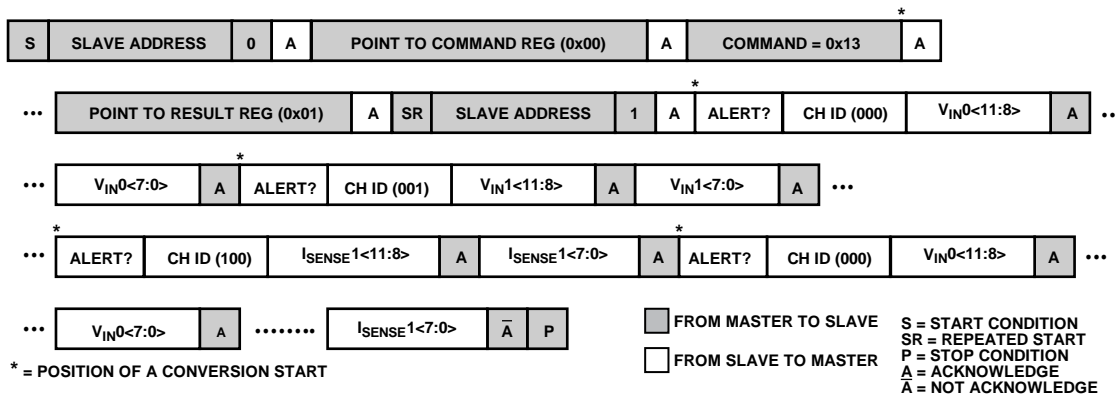 *
S SLAVE ADDRESS 0 A POINT TO COMMAND REG (0x00) A COMMAND = 0x13 A
*
••• POINT TO RESULT REG (0x01) A SR SLAVE ADDRESS 1 A ALERT? CH ID (000) VIN0<11:8> A ••
*
••• VIN0<7:0> A ALERT? CH ID (001) VIN1<11:8> A VIN1<7:0> A •••
* *
••• ALERT? CH ID (100) ISENSE1<11:8> A ISENSE1<7:0> A ALERT? CH ID (000) VIN0<11:8> A •••
••• VIN0<7:0> A •••••••• ISENSE1<7:0> A̅ P
* = POSITION OF A CONVERSION START
FROM MASTER TO SLAVE
FROM SLAVE TO MASTER
S = START CONDITION
SR = REPEATED START
P = STOP CONDITION
A = ACKNOWLEDGE
A̅ = NOT ACKNOWLEDGE